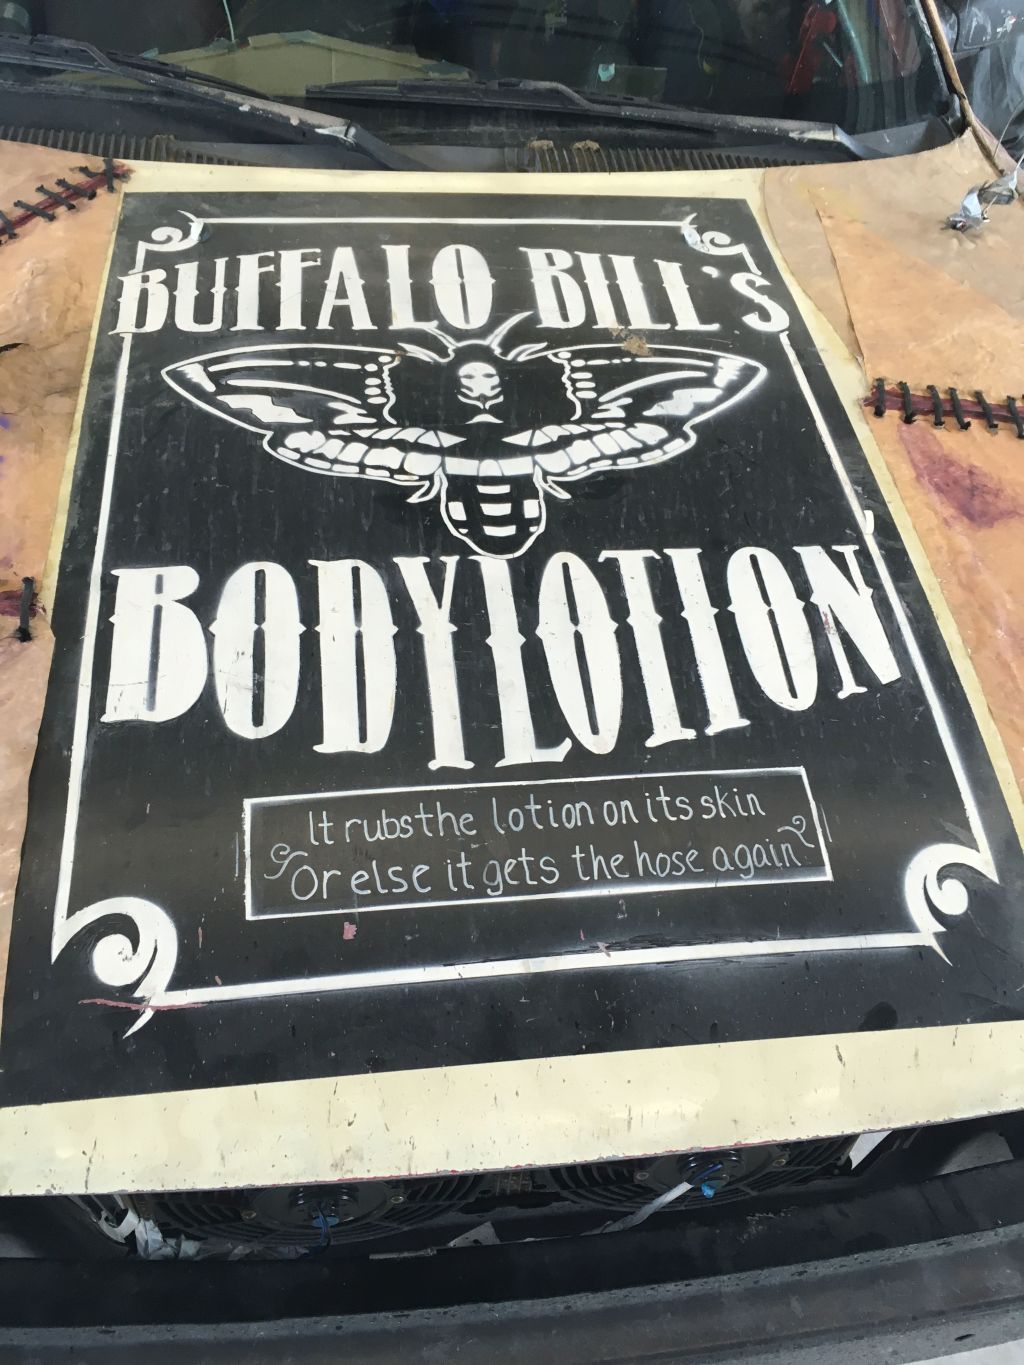 BUFFALO BILL'S
BODYLOTION
It rubs the lotion on its skin
Or else it gets the hose again